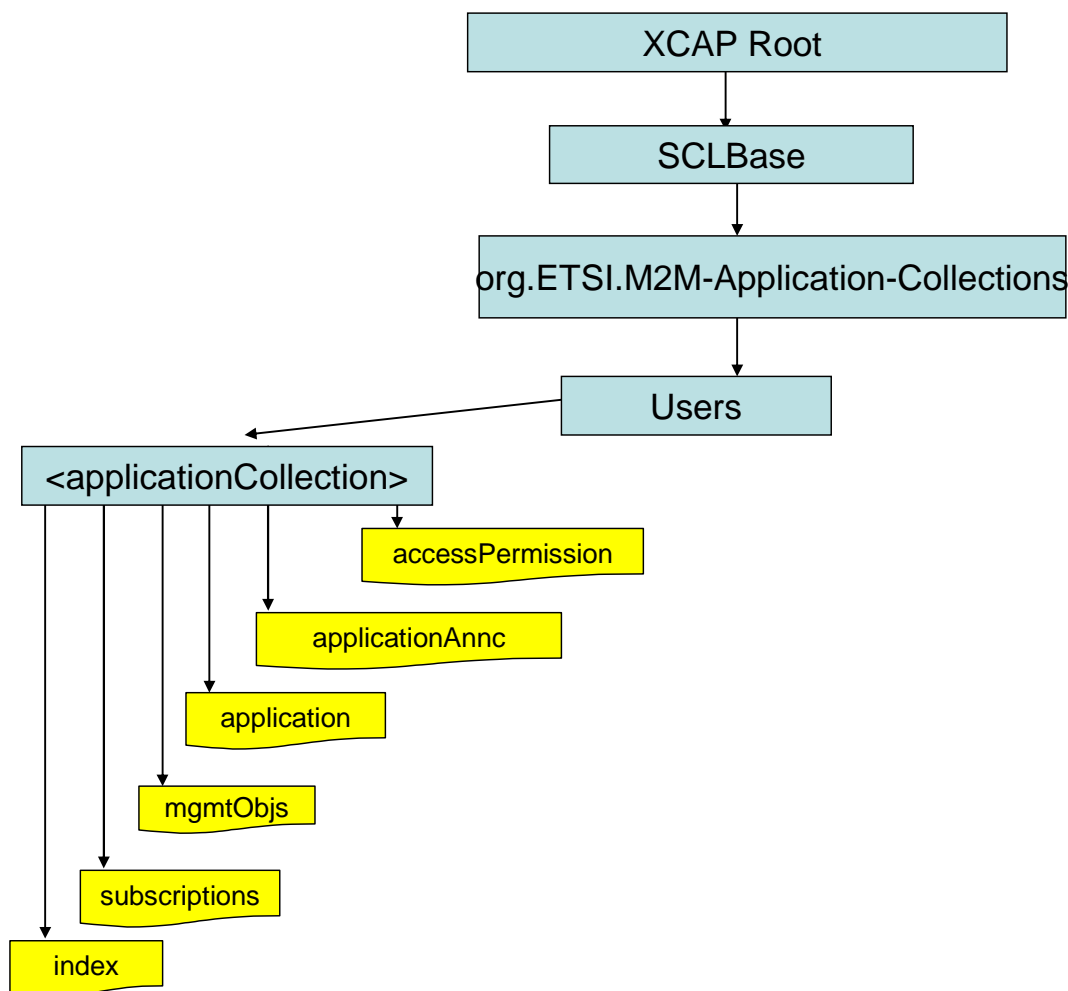 XCAP Root
SCLBase
org.ETSI.M2M-Application-Collections
Users
<applicationCollection>
accessPermission
applicationAnnc
application
mgmtObjs
subscriptions
index